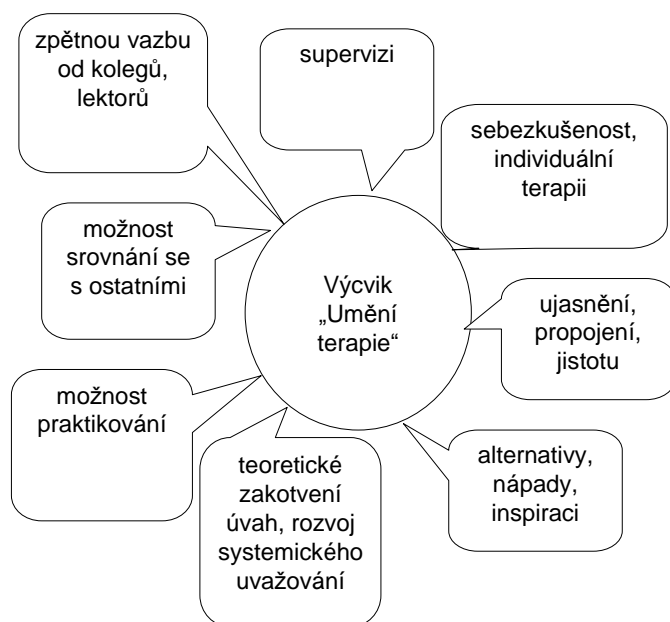 zpětnou vazbu
od kolegů,
lektorů
supervizi
sebezkušenost,
individuální
terapii
možnost
srovnání se
s ostatními
Výcvik
„Umění
terapie“
ujasnění,
propojení,
jistotu
možnost
praktikování
teoretické
zakotvení
úvah, rozvoj
systemického
uvažování
alternativy,
nápady,
inspiraci